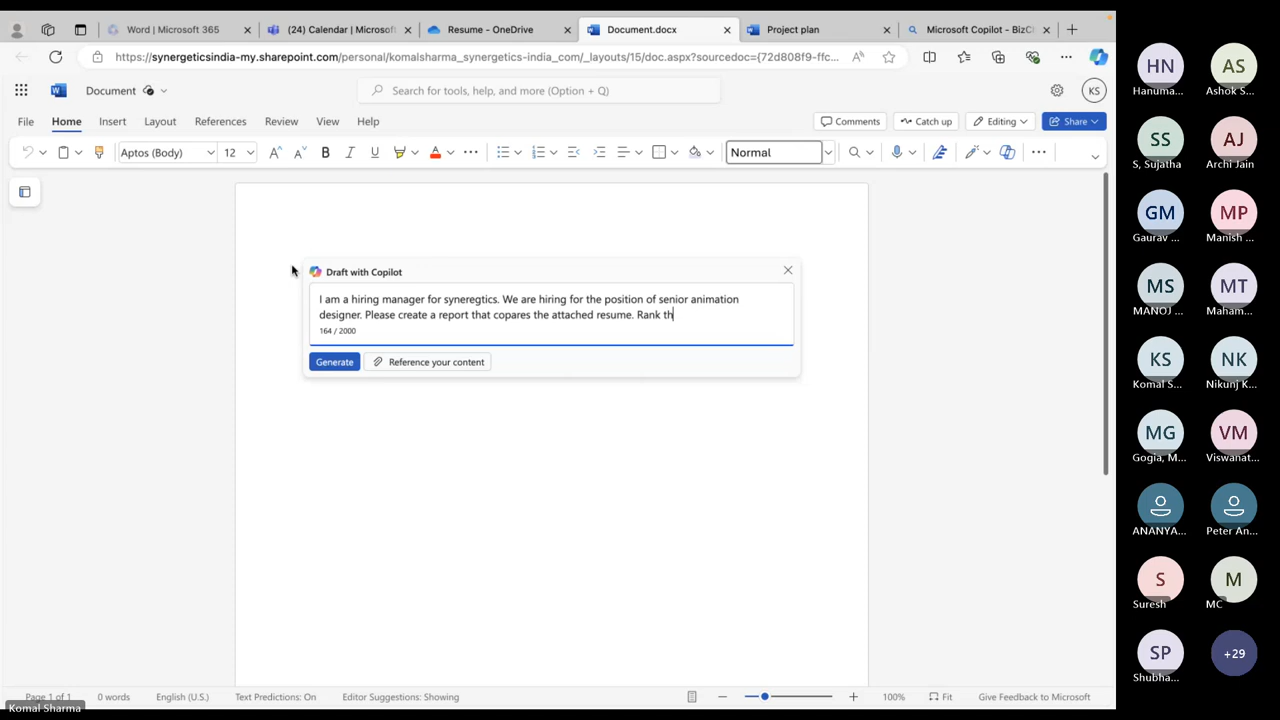 Word | Microsoft 365
(24) Calendar | Microsoft
Resume - OneDrive
Document.docx
Project plan
Microsoft Copilot - BizCh
https://synergeticsindia-my.sharepoint.com/personal/komalsharma_synergetics-india_com/_layouts/15/doc.aspx?sourcedoc={72d808f9-ffc...
Document
Search for tools, help, and more (Option + Q)
KS
File Home Insert Layout References Review View Help
Comments Catch up Editing Share
Aptos (Body) 12 B I U A Normal
Draft with Copilot
I am a hiring manager for syneregtics. We are hiring for the position of senior animation
designer. Please create a report that copares the attached resume. Rank th
164 / 2000
Generate Reference your content
Page 1 of 1 0 words English (U.S.) Text Predictions: On Editor Suggestions: Showing 100% Fit Give Feedback to Microsoft
Komal Sharma
HN AS
Hanuma... Ashok S...
SS AJ
S, Sujatha Archi Jain
GM MP
Gaurav ... Manish ...
MS MT
MANOJ ... Maham...
KS NK
Komal S... Nikunj K...
MG VM
Gogia, M... Viswanat...
ANANYA... Peter An...
S M
Suresh MC
SP +29
Shubha...